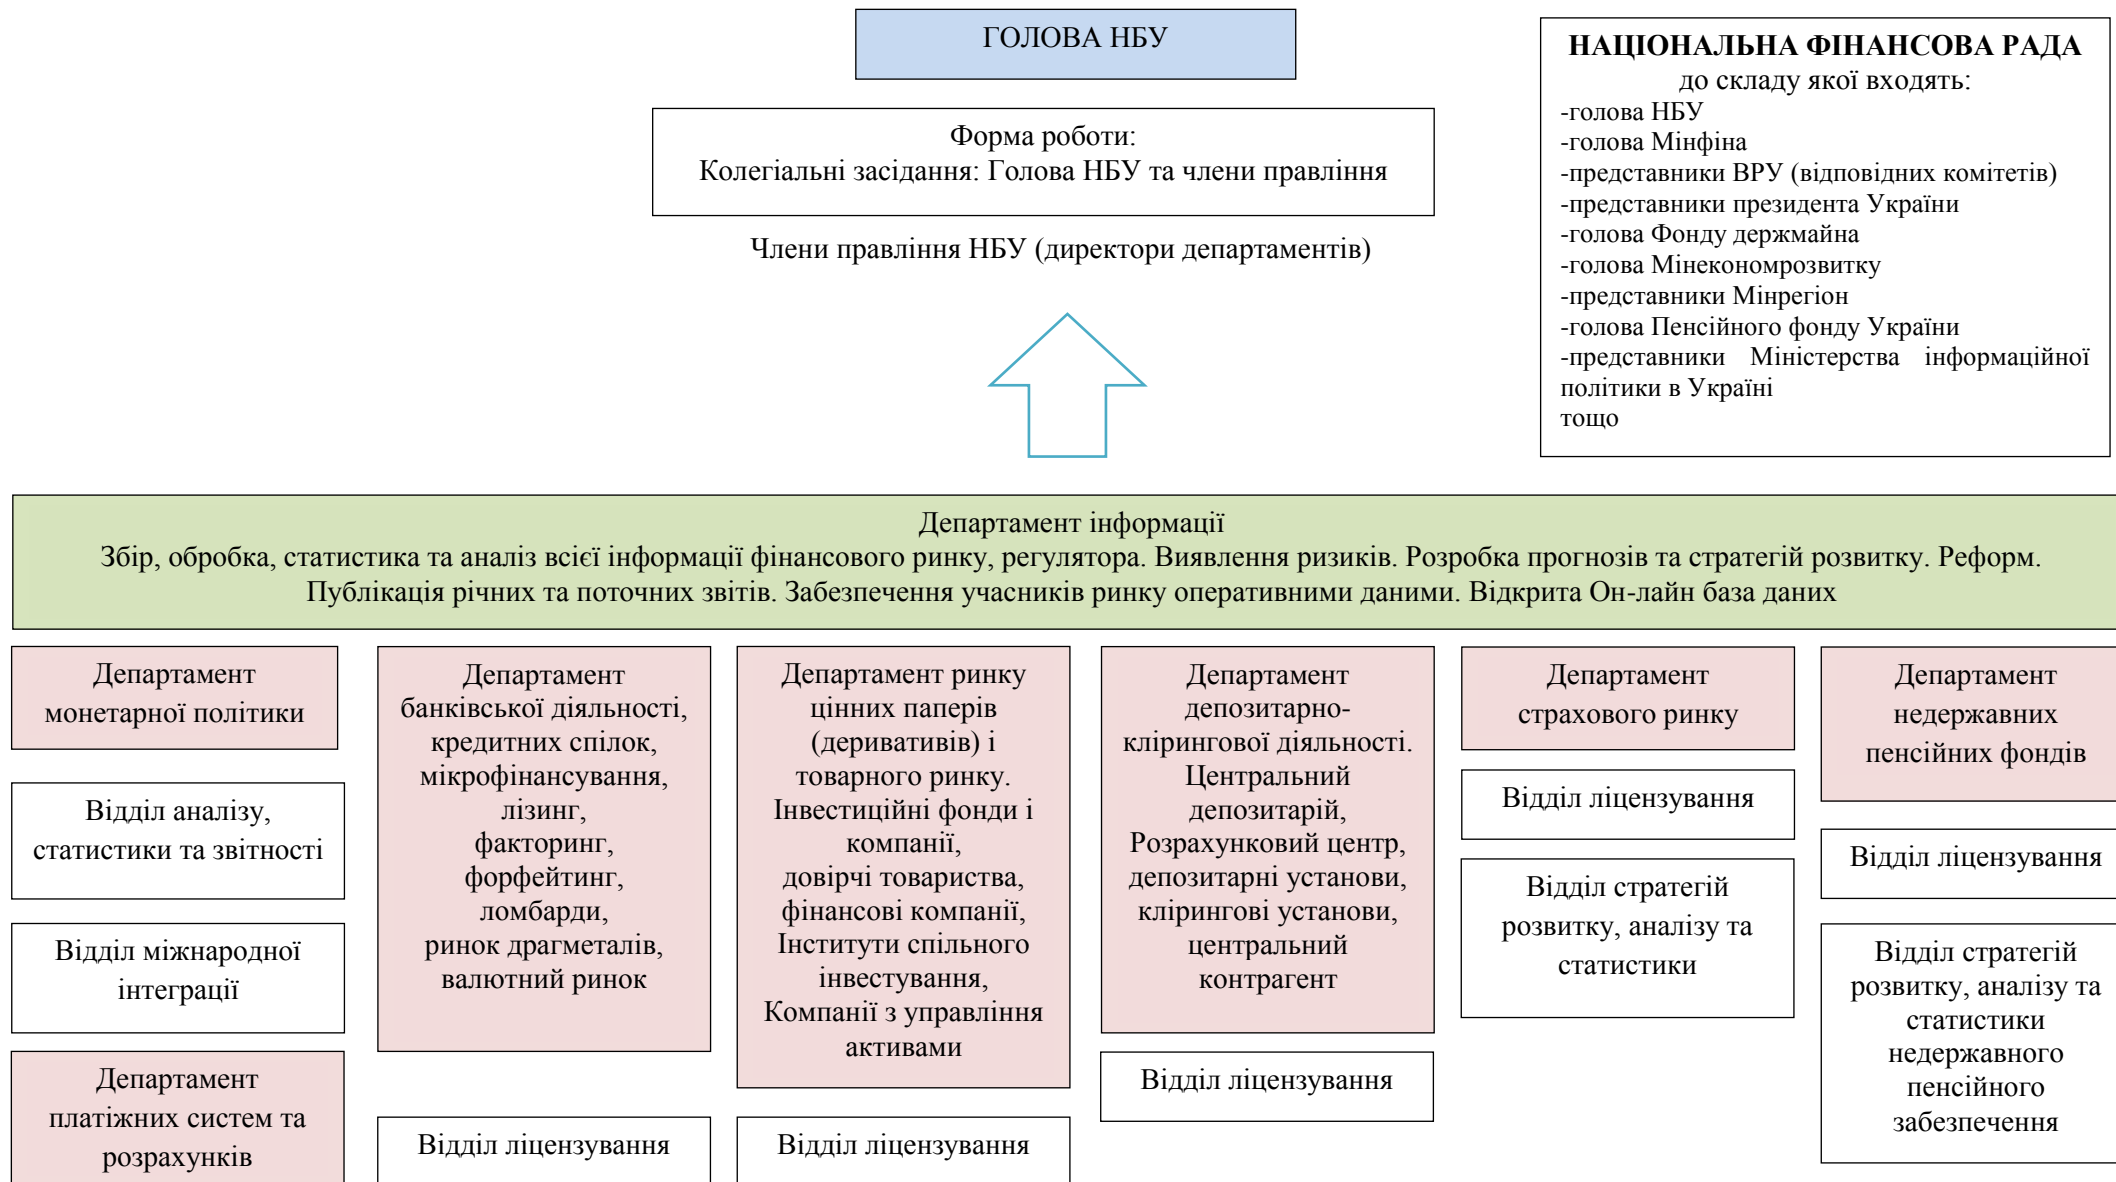 ГОЛОВА НБУ
Форма роботи:
Колегіальні засідання: Голова НБУ та члени правління
Члени правління НБУ (директори департаментів)
НАЦІОНАЛЬНА ФІНАНСОВА РАДА
до складу якої входять:
-голова НБУ
-голова Мінфіна
-представники ВРУ (відповідних комітетів)
-представники президента України
-голова Фонду держмайна
-голова Мінекономрозвитку
-представники Мінрегіон
-голова Пенсійного фонду України
-представники Міністерства інформаційної
політики в Україні
тощо
Департамент інформації
Збір, обробка, статистика та аналіз всієї інформації фінансового ринку, регулятора. Виявлення ризиків. Розробка прогнозів та стратегій розвитку. Реформ.
Публікація річних та поточних звітів. Забезпечення учасників ринку оперативними даними. Відкрита Он-лайн база даних
Департамент
монетарної політики
Відділ аналізу,
статистики та звітності
Відділ міжнародної
інтеграції
Департамент
платіжних систем та
розрахунків
Департамент
банківської діяльності,
кредитних спілок,
мікрофінансування,
лізинг,
факторинг,
форфейтинг,
ломбарди,
ринок драгметалів,
валютний ринок
Відділ ліцензування
Департамент ринку
цінних паперів
(деривативів) і
товарного ринку.
Інвестиційні фонди і
компанії,
довірчі товариства,
фінансові компанії,
Інститути спільного
інвестування,
Компанії з управління
активами
Відділ ліцензування
Департамент
депозитарно-
клірингової діяльності.
Центральний
депозитарій,
Розрахунковий центр,
депозитарні установи,
клірингові установи,
центральний
контрагент
Відділ ліцензування
Департамент
страхового ринку
Відділ ліцензування
Відділ стратегій
розвитку, аналізу та
статистики
Департамент
недержавних
пенсійних фондів
Відділ ліцензування
Відділ стратегій
розвитку, аналізу та
статистики
недержавного
пенсійного
забезпечення